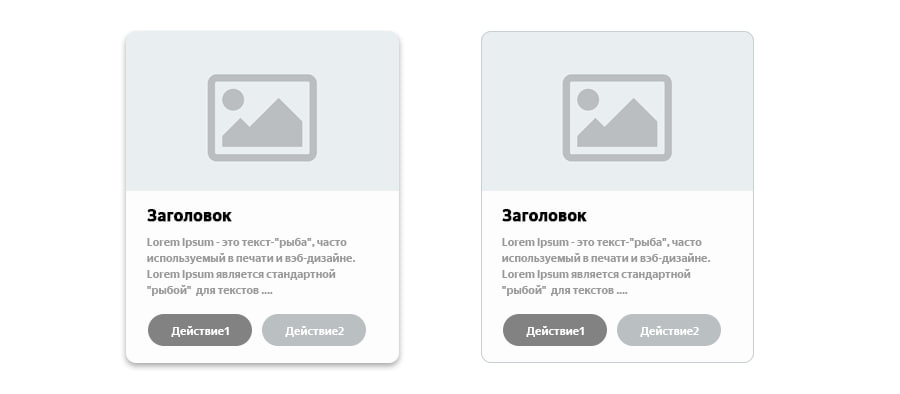 Заголовок
Lorem Ipsum - это текст-"рыба", часто
используемый в печати и вэб-дизайне.
Lorem Ipsum является стандартной
"рыбой"  для текстов ....
Действие1 Действие2
Заголовок
Lorem Ipsum - это текст-"рыба", часто
используемый в печати и вэб-дизайне.
Lorem Ipsum является стандартной
"рыбой"  для текстов ....
Действие1 Действие2